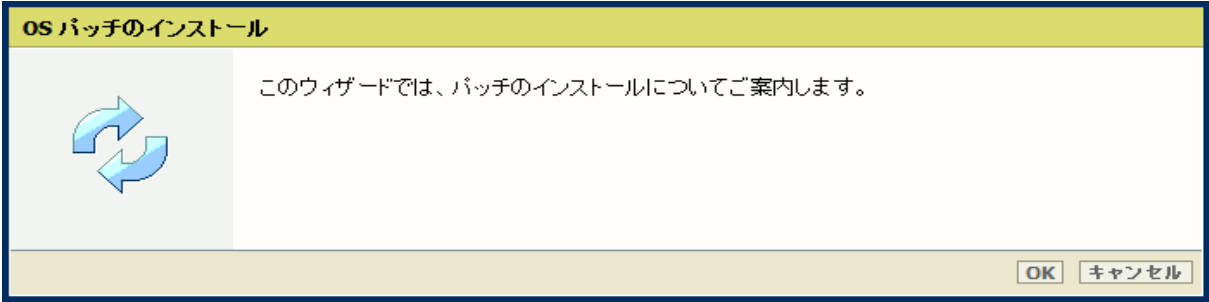 OS パッチのインストール
このウィザードでは、パッチのインストールについてご案内します。
OK キャンセル